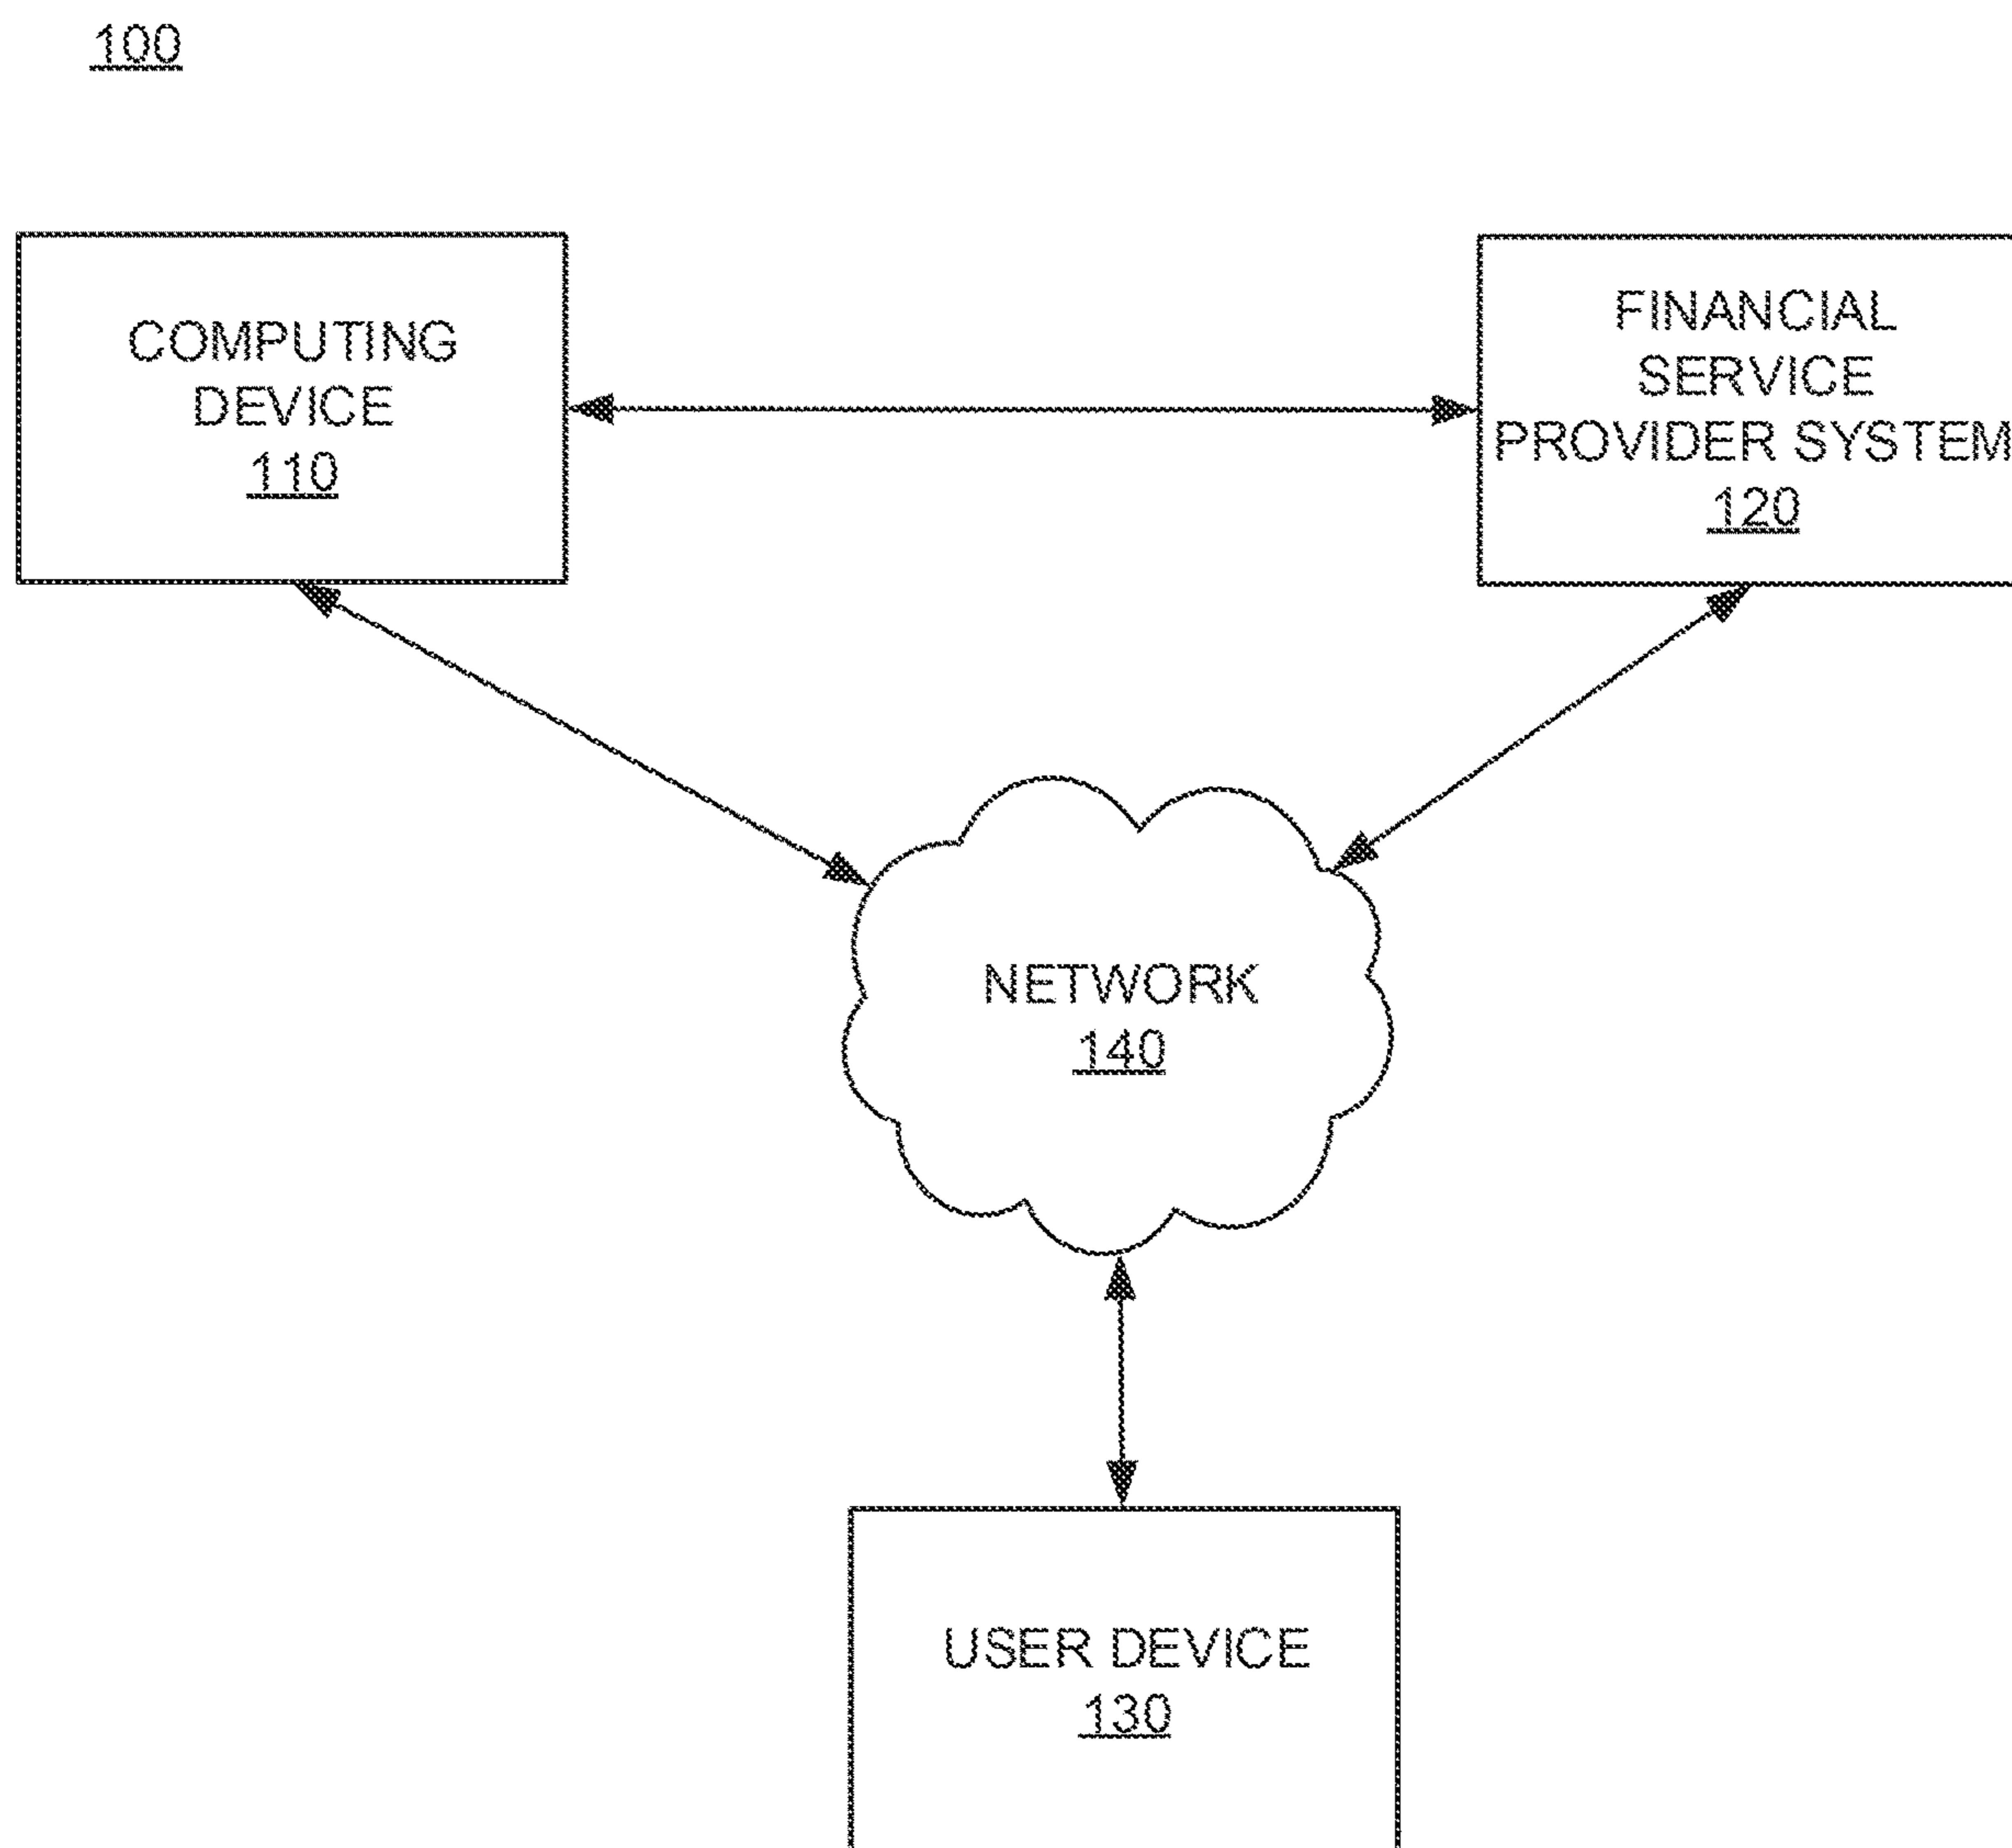 100
COMPUTING
DEVICE
110
FINANCIAL
SERVICE
PROVIDER SYSTEM
120
NETWORK
140
USER DEVICE
130